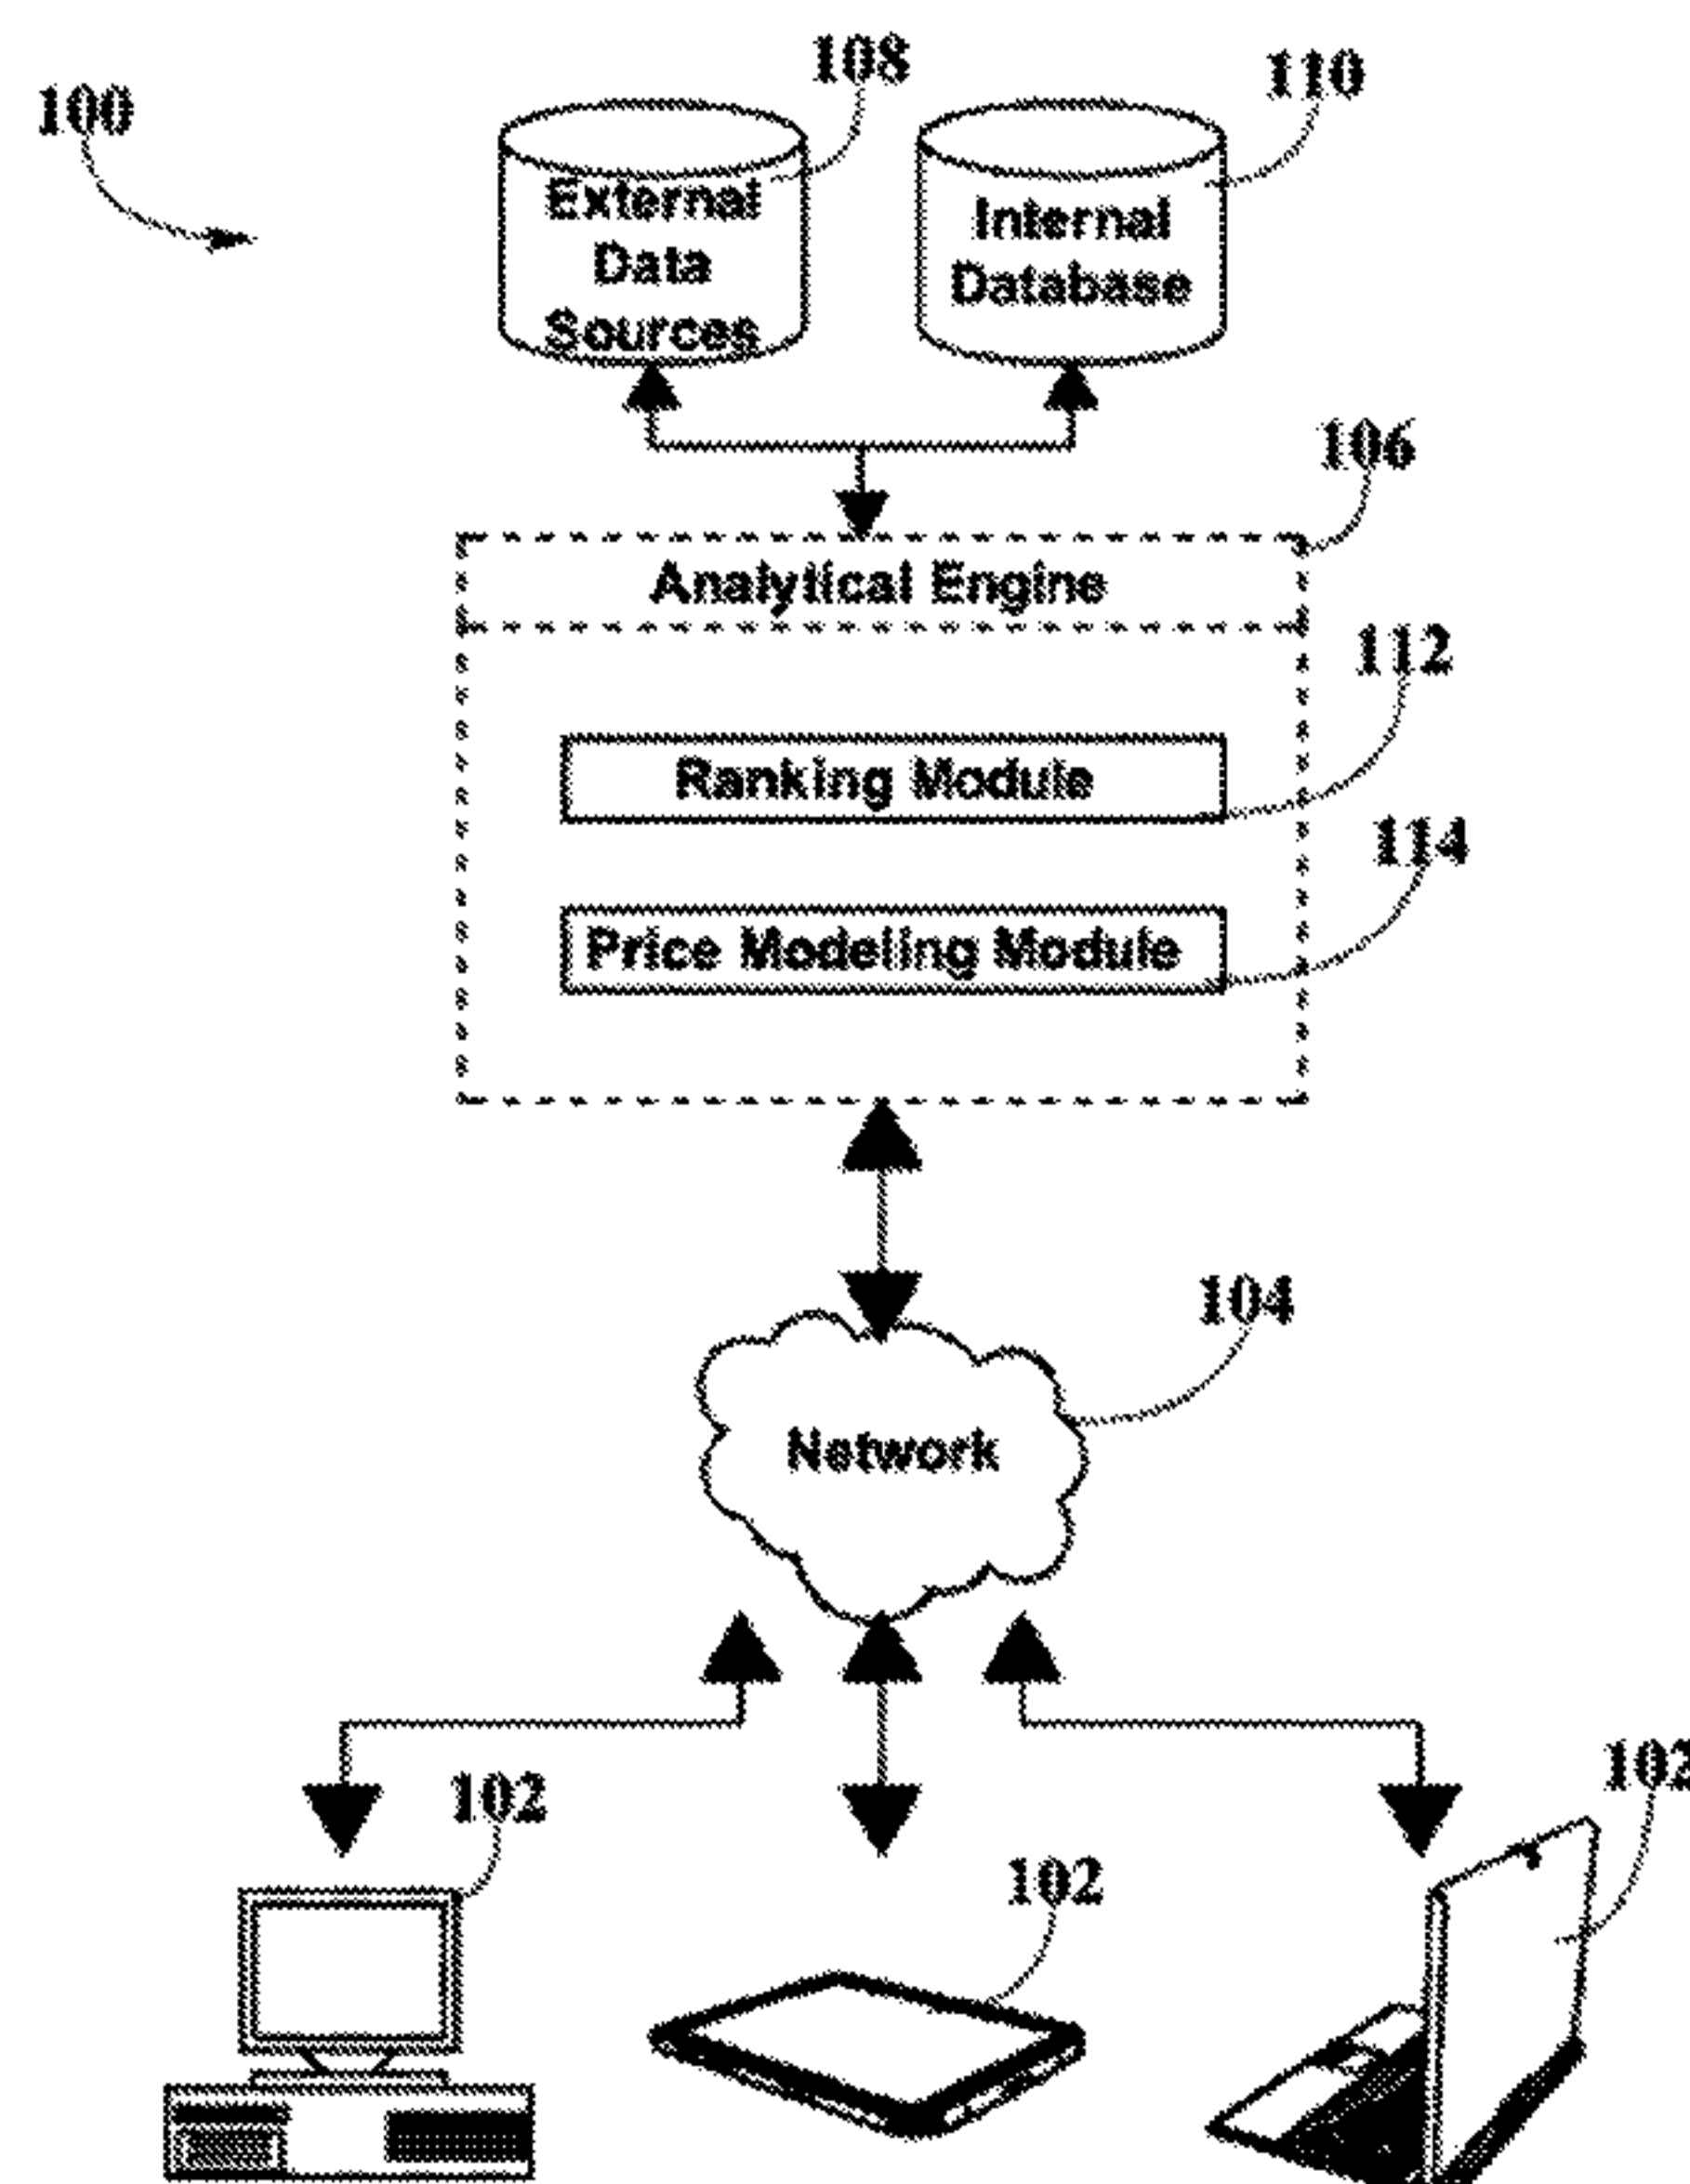 100
108
110
External
Data
Sources
Internal
Database
106
Analytical Engine
112
Ranking Module
114
Price Modeling Module
104
Network
102
102
102